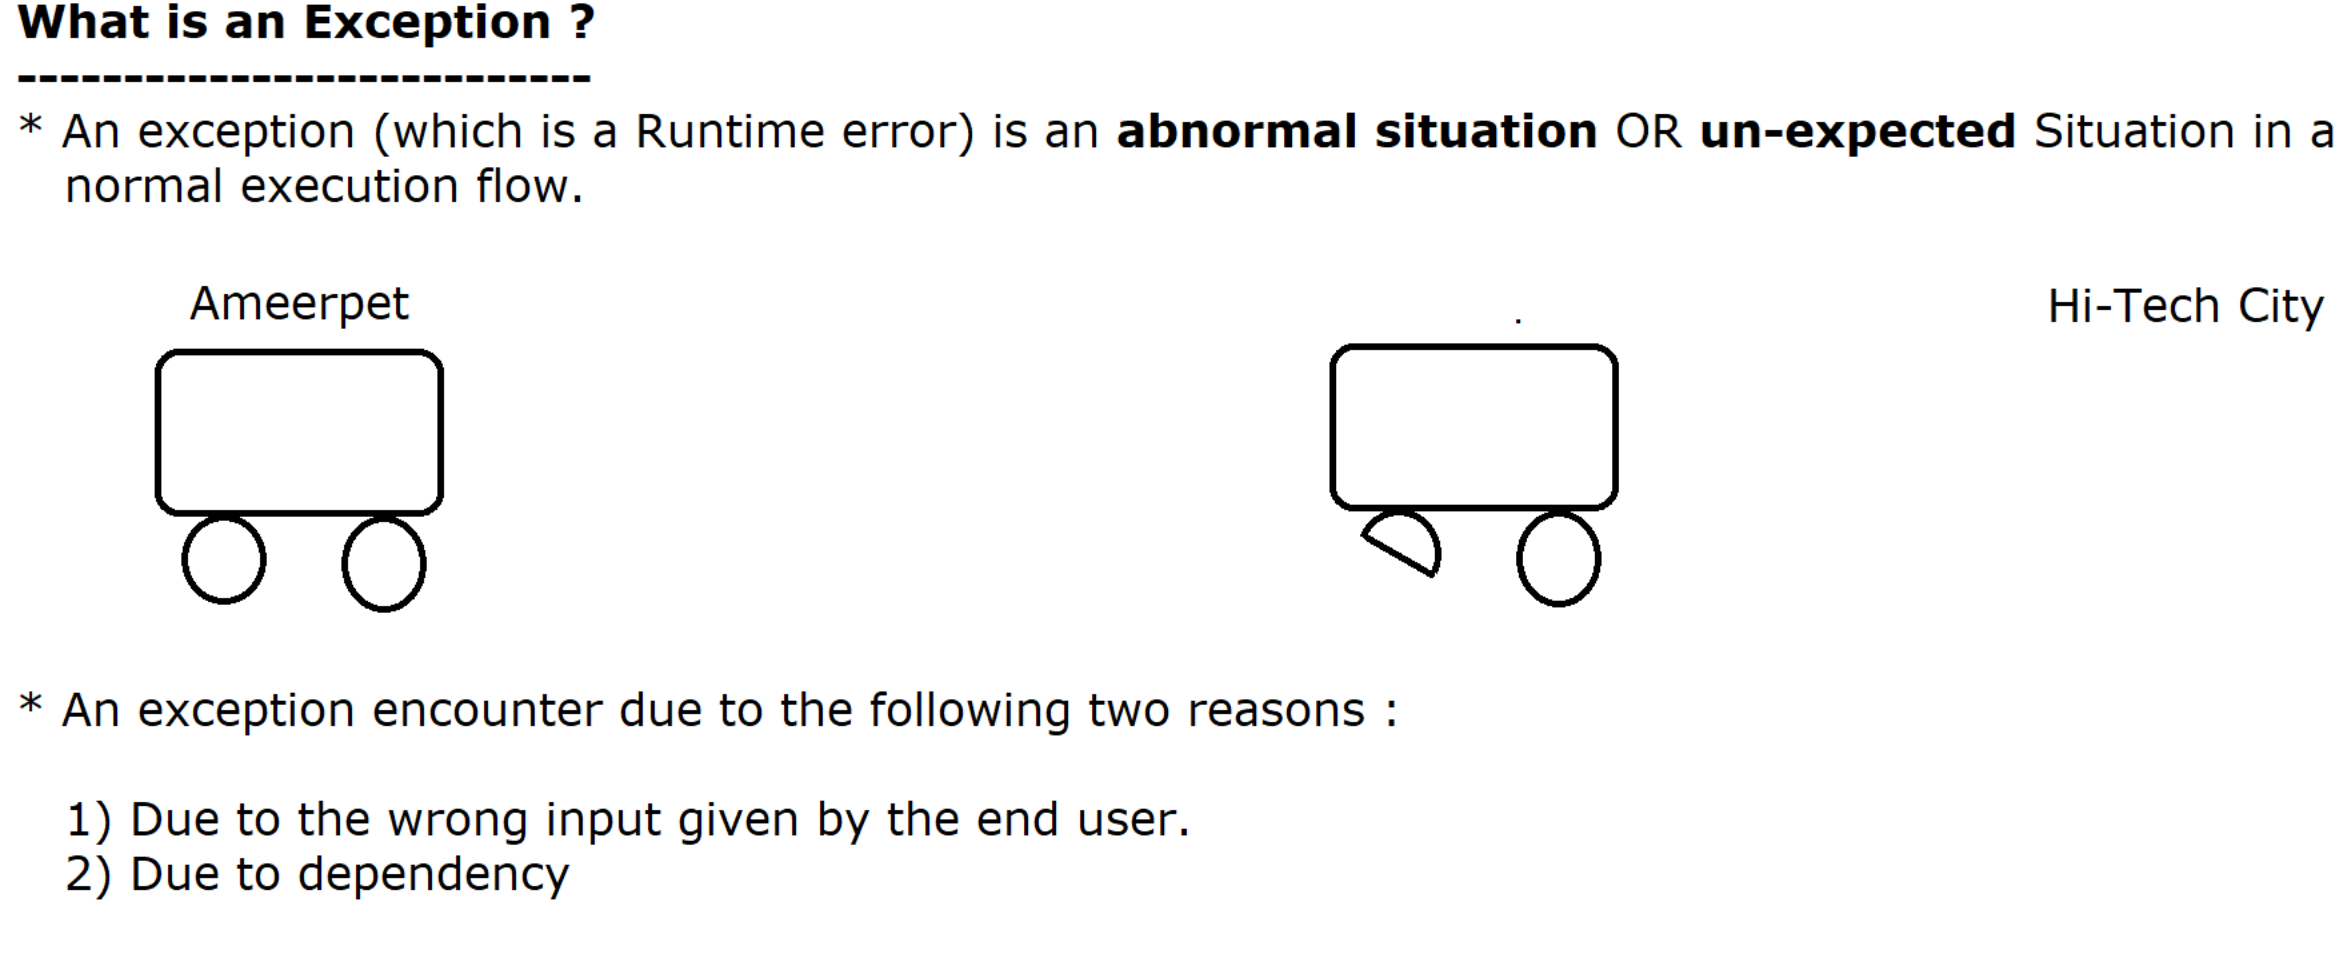 What is an Exception ?
---------------------------
* An exception (which is a Runtime error) is an abnormal situation OR un-expected Situation in a
normal execution flow.
Ameerpet
Hi-Tech City
* An exception encounter due to the following two reasons :
1) Due to the wrong input given by the end user.
2) Due to dependency